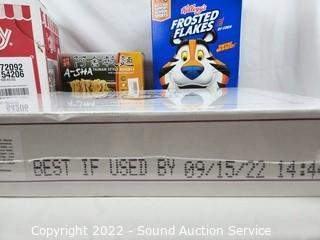 Kellogg's
FROSTED
FLAKES
72092
54206
A-SHA
BEST IF USED BY 09/15/22 14:4
Copyright 2022 - Sound Auction Service